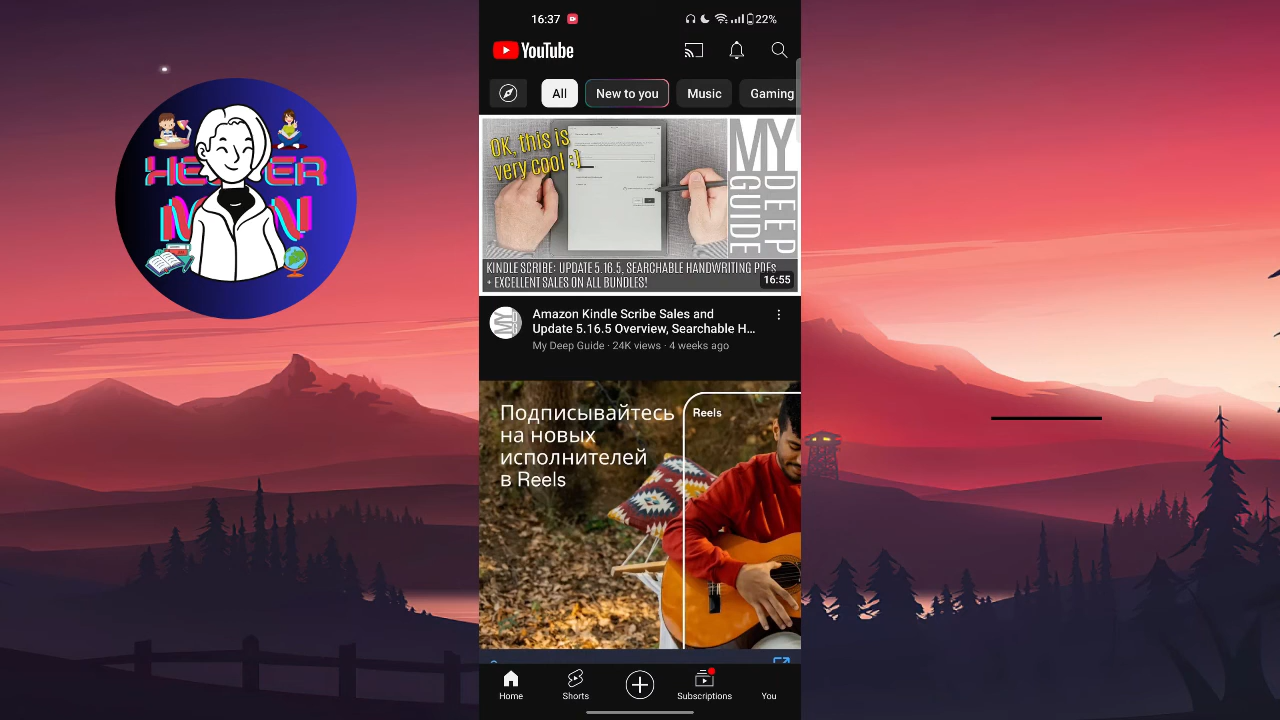 16:37
22%
YouTube
All
New to you
Music
Gaming
OK, this is
very cool :)
MY
DEEP
GUIDE
KINDLE SCRIBE: UPDATE 5.16.5, SEARCHABLE HANDWRITING PDFs
+ EXCELLENT SALES ON ALL BUNDLES!
16:55
Amazon Kindle Scribe Sales and
Update 5.16.5 Overview, Searchable H...
My Deep Guide · 24K views · 4 weeks ago
Подписывайтесь
на новых
исполнителей
в Reels
Reels
Home
Shorts
Subscriptions
You